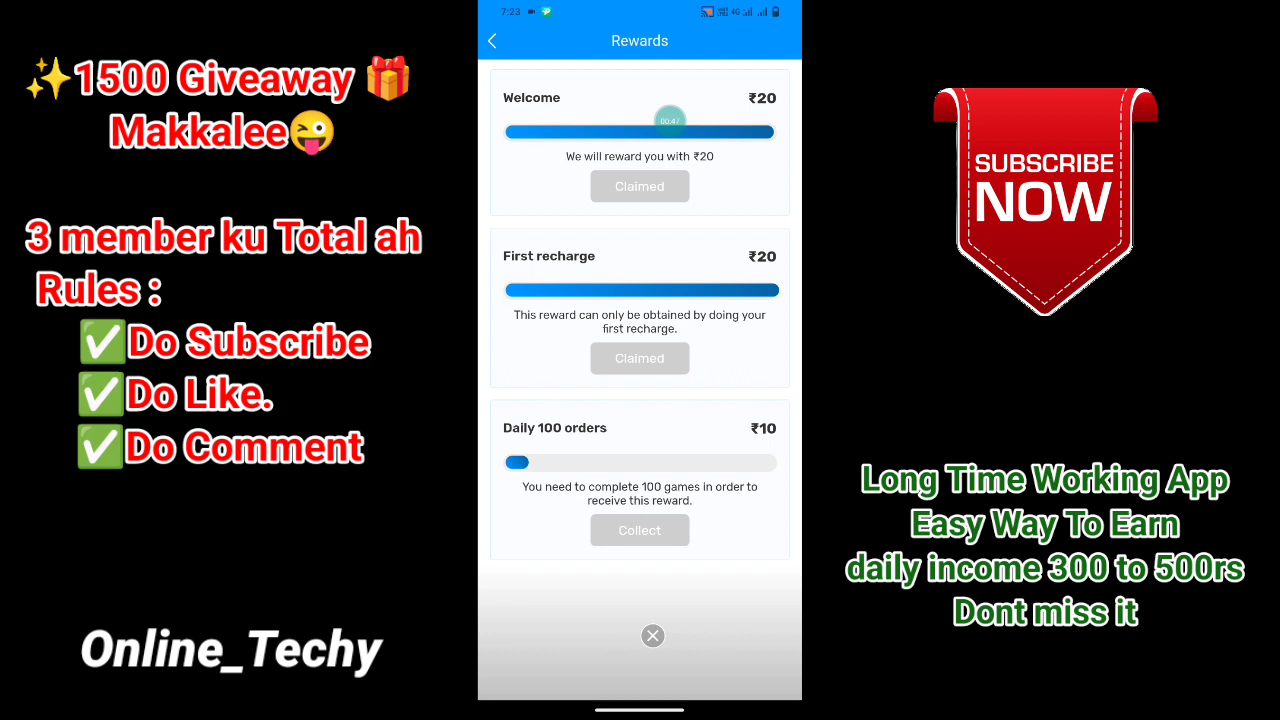 ✨1500 Giveaway 🎁
Makkalee😜
3 member ku Total ah
Rules :
✅Do Subscribe
✅Do Like.
✅Do Comment
Online_Techy
7:23
4G
Rewards
Welcome
₹20
00:47
We will reward you with ₹20
Claimed
First recharge
₹20
This reward can only be obtained by doing your
first recharge.
Claimed
Daily 100 orders
₹10
You need to complete 100 games in order to
receive this reward.
Collect
SUBSCRIBE
NOW
Long Time Working App
Easy Way To Earn
daily income 300 to 500rs
Dont miss it